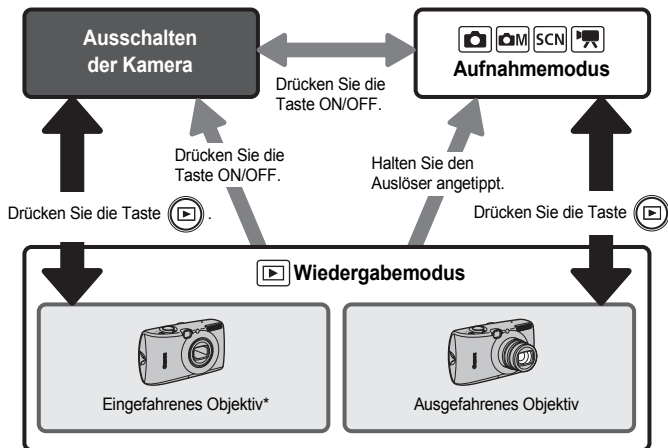 Ausschalten
der Kamera
M SCN
Aufnahmemodus
Drücken Sie die
Taste ON/OFF.
Drücken Sie die
Taste ON/OFF.
Halten Sie den
Auslöser angetippt.
Drücken Sie die Taste .
Drücken Sie die Taste
Wiedergabemodus
Eingefahrenes Objektiv*
Ausgefahrenes Objektiv